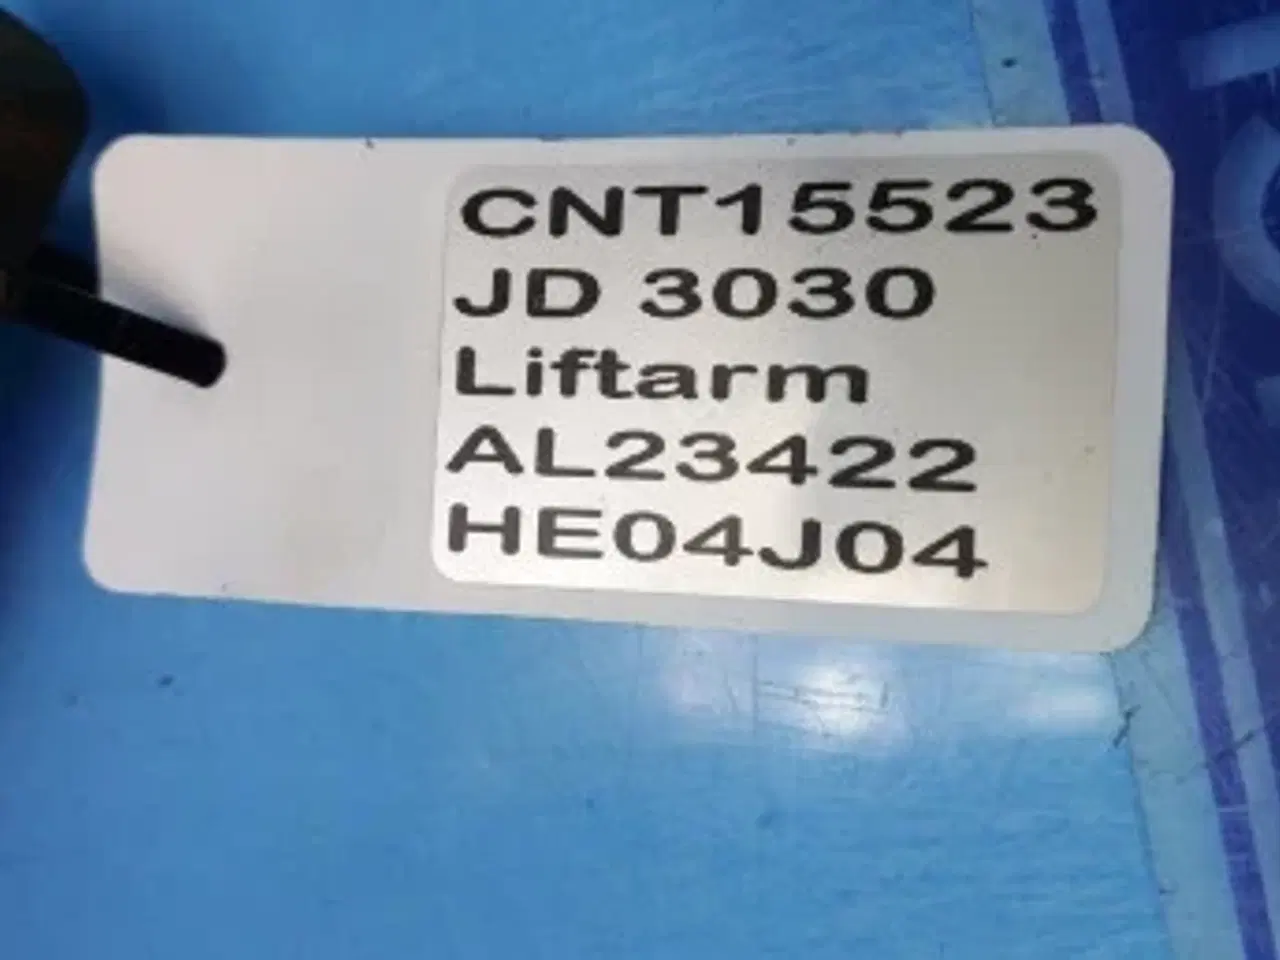 CNT15523
JD 3030
Liftarm
AL23422
HE04J04